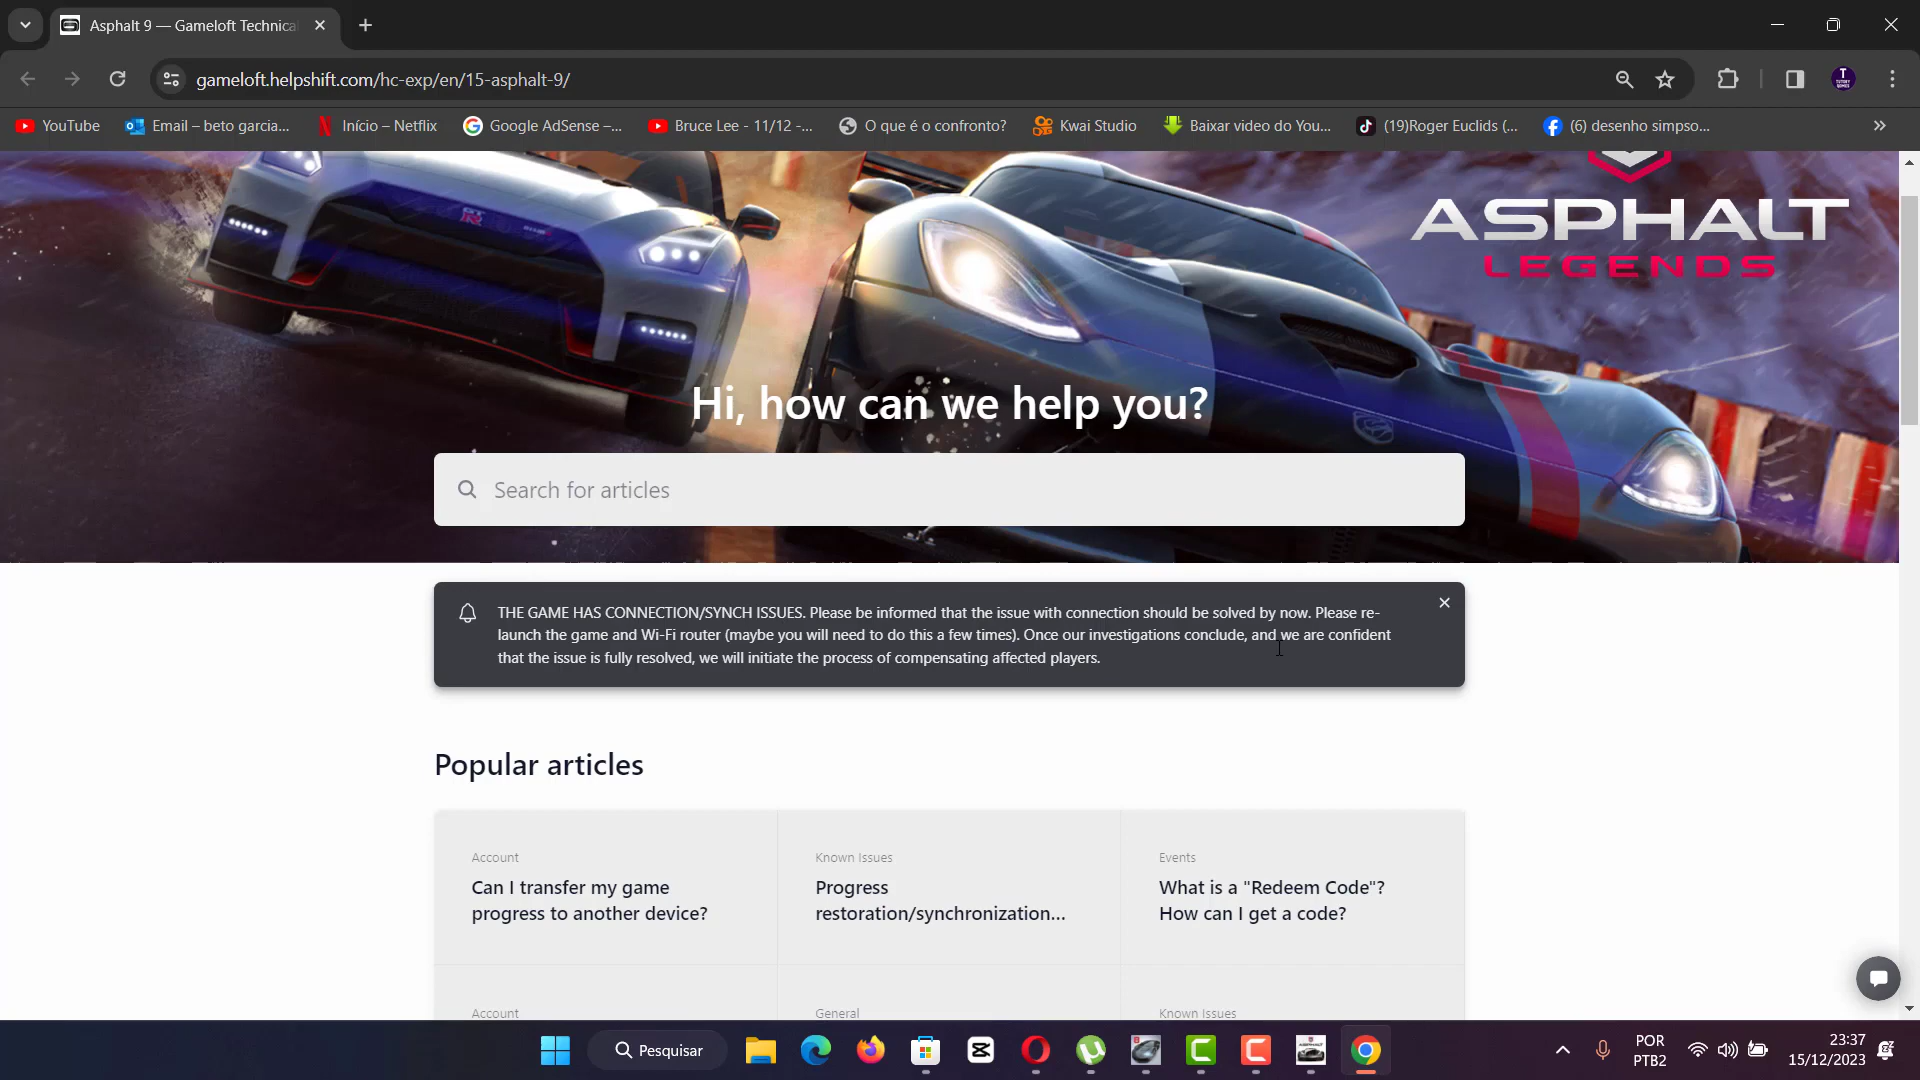 Asphalt 9 — Gameloft Technical
gameloft.helpshift.com/hc-exp/en/15-asphalt-9/
YouTube
Email – beto garcia...
Início – Netflix
Google AdSense –...
Bruce Lee - 11/12 -...
O que é o confronto?
Kwai Studio
Baixar video do You...
(19)Roger Euclids (...
(6) desenho simpso...
ASPHALT
LEGENDS
Hi, how can we help you?
Search for articles
THE GAME HAS CONNECTION/SYNCH ISSUES. Please be informed that the issue with connection should be solved by now. Please re-
launch the game and Wi-Fi router (maybe you will need to do this a few times). Once our investigations conclude, and we are confident
that the issue is fully resolved, we will initiate the process of compensating affected players.
Popular articles
Account
Can I transfer my game
progress to another device?
Known Issues
Progress
restoration/synchronization...
Events
What is a "Redeem Code"?
How can I get a code?
Account
General
Known Issues
Pesquisar
POR
PTB2
23:37
15/12/2023